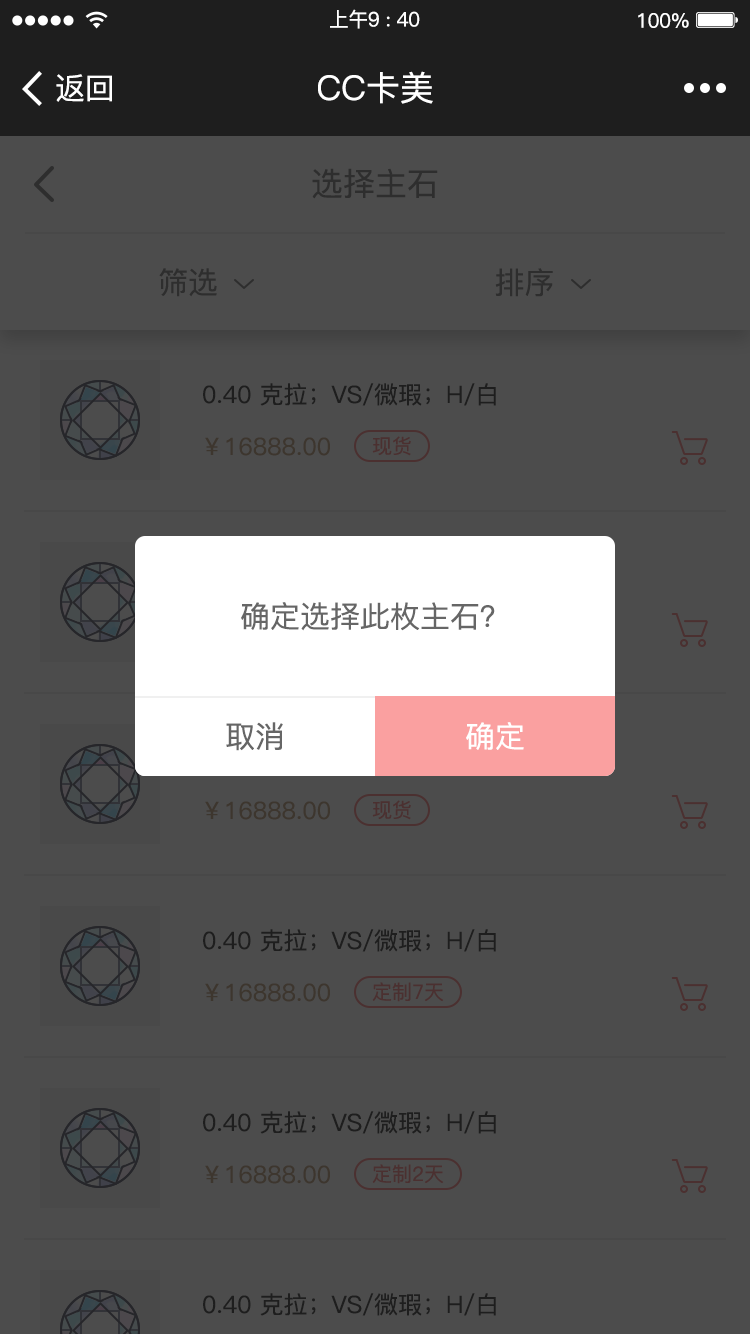 上午9 : 40
100%
返回
CC卡美
选择主石
筛选
排序
0.40 克拉；VS/微瑕；H/白
¥16888.00 现货
确定选择此枚主石?
取消
确定
¥16888.00 现货
0.40 克拉；VS/微瑕；H/白
¥16888.00 定制7天
0.40 克拉；VS/微瑕；H/白
¥16888.00 定制2天
0.40 克拉；VS/微瑕；H/白